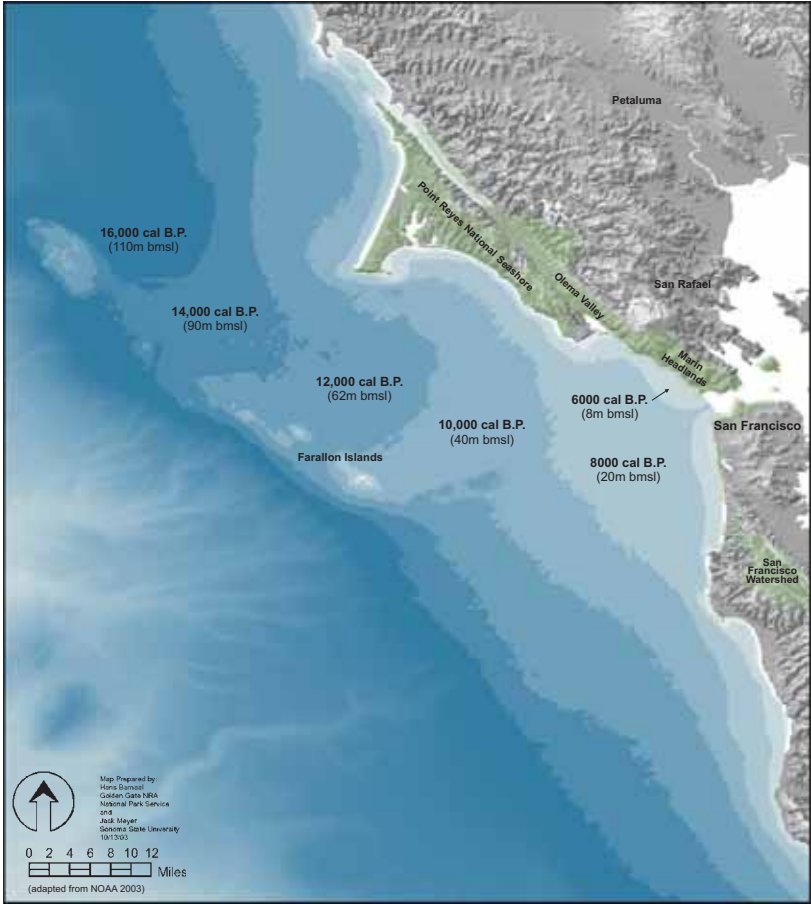 Petaluma
Point Reyes National Seashore
16,000 cal B.P.
(110m bmsl)
Olema Valley
San Rafael
14,000 cal B.P.
(90m bmsl)
Marin
Headlands
12,000 cal B.P.
(62m bmsl)
6000 cal B.P.
(8m bmsl)
10,000 cal B.P.
(40m bmsl)
San Francisco
Farallon Islands
8000 cal B.P.
(20m bmsl)
San
Francisco
Watershed
Map Prepared by:
Hans Barnaal
Golden Gate NRA
National Park Service
and
Jack Meyer
Sonoma State University
10/13/03
0 2 4 6 8 10 12
Miles
(adapted from NOAA 2003)